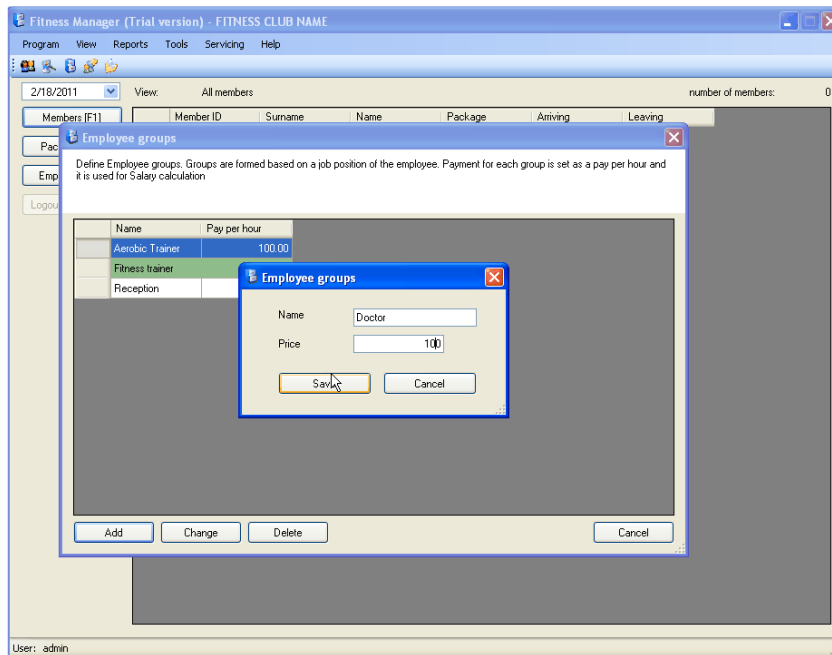 Fitness Manager (Trial version) - FITNESS CLUB NAME
Program View Reports Tools Servicing Help
2/18/2011 View: All members number of members: 0
Members [F1] Member ID Surname Name Package Arriving Leaving
Employee groups
Define Employee groups. Groups are formed based on a job position of the employee. Payment for each group is set as a pay per hour and
it is used for Salary calculation
Name Pay per hour
Aerobic Trainer 100.00
Fitness trainer
Reception
Employee groups
Name Doctor
Price 100
Save Cancel
Add Change Delete Cancel
User: admin